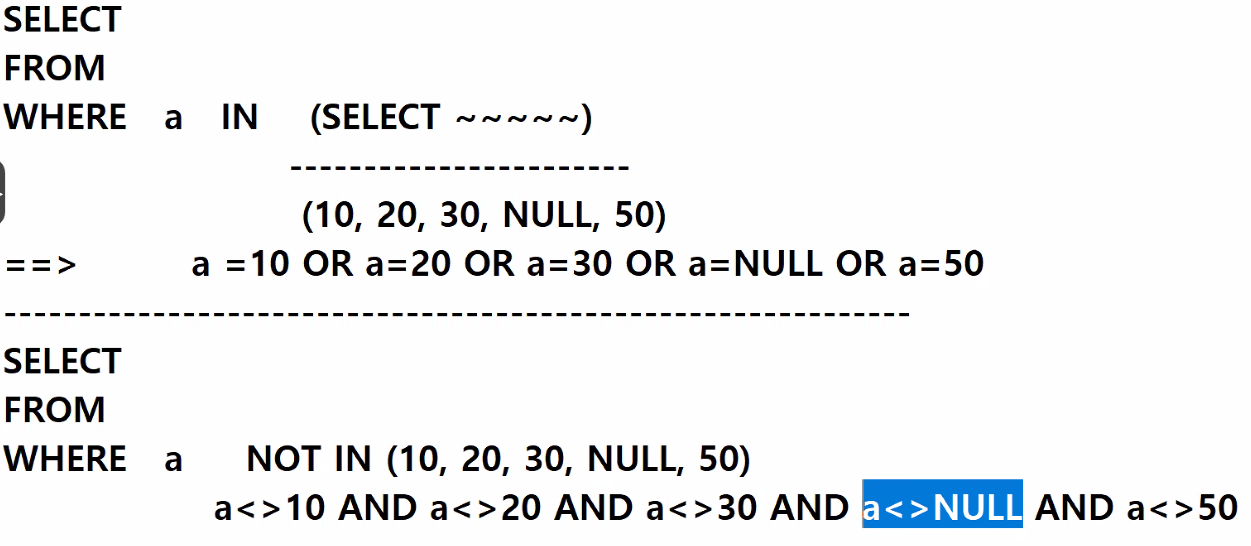 SELECT
FROM
WHERE a IN (SELECT ~~~~~)
-----------------------
(10, 20, 30, NULL, 50)
==> a =10 OR a=20 OR a=30 OR a=NULL OR a=50
-------------------------------------------------------------
SELECT
FROM
WHERE a NOT IN (10, 20, 30, NULL, 50)
a<>10 AND a<>20 AND a<>30 AND a<>NULL AND a<>50